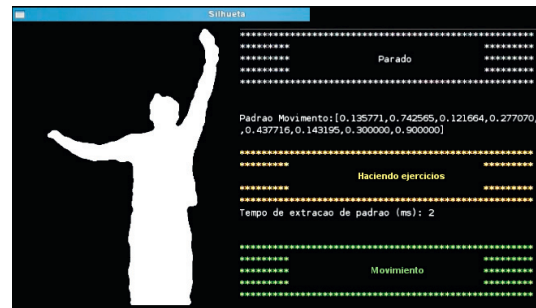 Silhueta
****************************************************
********* *********
********* Parado *********
********* *********
********* *********
****************************************************
Padrao Movimento:[0.135771,0.742565,0.121664,0.277070,
,0.437716,0.143195,0.300000,0.900000]
****************************************************
********* *********
Haciendo ejercicios
********* *********
****************************************************
Tempo de extracao de padrao (ms): 2
****************************************************
********* *********
********* Movimiento *********
********* *********
****************************************************